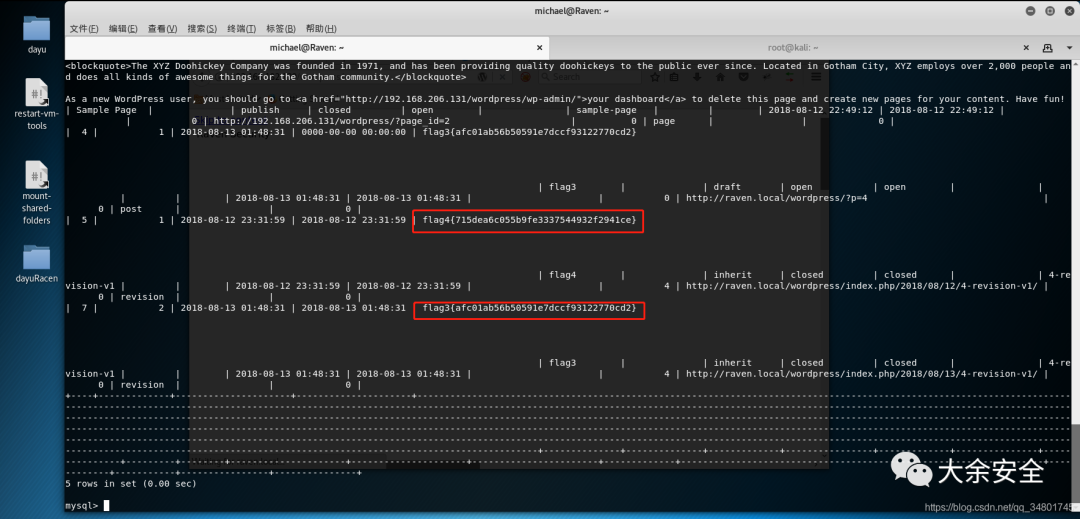 michael@Raven: ~
文件(F) 编辑(E) 查看(V) 搜索(S) 终端(T) 标签(B) 帮助(H)
michael@Raven: ~ × root@kali: ~ ×
dayu
restart-vm-tools
mount-shared-folders
dayuRacen
<blockquote>The XYZ Doohickey Company was founded in 1971, and has been providing quality doohickeys to the public ever since. Located in Gotham City, XYZ employs over 2,000 people an
d does all kinds of awesome things for the Gotham community.</blockquote>
As a new WordPress user, you should go to <a href="http://192.168.206.131/wordpress/wp-admin/">your dashboard</a> to delete this page and create new pages for your content. Have fun!
| Sample Page | | publish | closed | open | | sample-page | | | 2018-08-12 22:49:12 | 2018-08-12 22:49:12 |
| 0 | http://192.168.206.131/wordpress/?page_id=2 | 0 | page | | 0 |
| 4 | 1 | 2018-08-13 01:48:31 | 0000-00-00 00:00:00 | flag3{afc01ab56b50591e7dccf93122770cd2}
| flag3 | | draft | open | open | |
| | | 2018-08-13 01:48:31 | 2018-08-13 01:48:31 | | 0 | http://raven.local/wordpress/?p=4 |
0 | post | | 0 |
| 5 | 1 | 2018-08-12 23:31:59 | 2018-08-12 23:31:59 | flag4{715dea6c055b9fe3337544932f2941ce}
| flag4 | | inherit | closed | closed | | 4-re
vision-v1 | | | 2018-08-12 23:31:59 | 2018-08-12 23:31:59 | | 4 | http://raven.local/wordpress/index.php/2018/08/12/4-revision-v1/ |
0 | revision | | 0 |
| 7 | 2 | 2018-08-13 01:48:31 | 2018-08-13 01:48:31 flag3{afc01ab56b50591e7dccf93122770cd2}
| flag3 | | inherit | closed | closed | | 4-re
vision-v1 | | | 2018-08-13 01:48:31 | 2018-08-13 01:48:31 | | 4 | http://raven.local/wordpress/index.php/2018/08/13/4-revision-v1/ |
0 | revision | | 0 |
5 rows in set (0.00 sec)
mysql>
大余安全
https://blog.csdn.net/qq_34801745